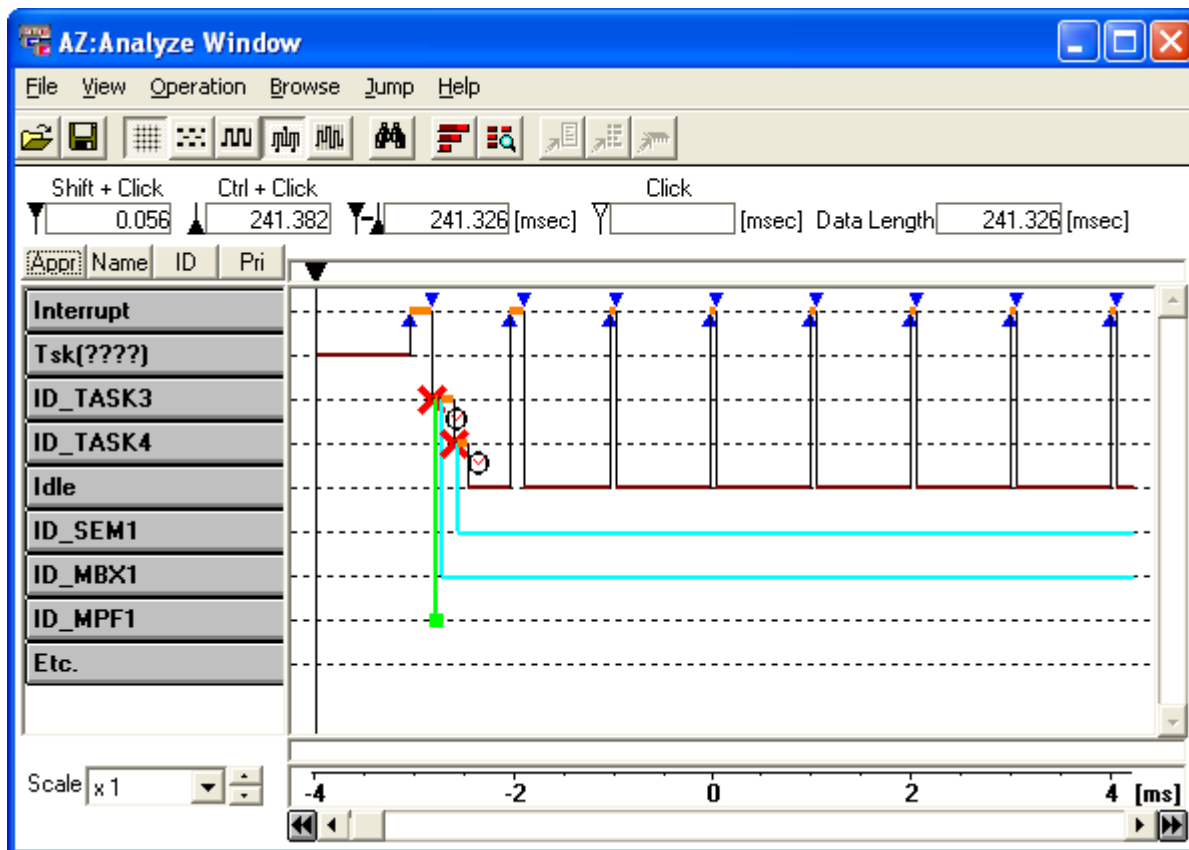 AZ:Analyze Window
File View Operation Browse Jump Help
Shift + Click Ctrl + Click Click
0.056 241.382 241.326 [msec] [msec] Data Length 241.326 [msec]
Appr Name ID Pri
Interrupt
Tsk(????)
ID_TASK3
ID_TASK4
Idle
ID_SEM1
ID_MBX1
ID_MPF1
Etc.
Scale x 1
-4 -2 0 2 4 [ms]